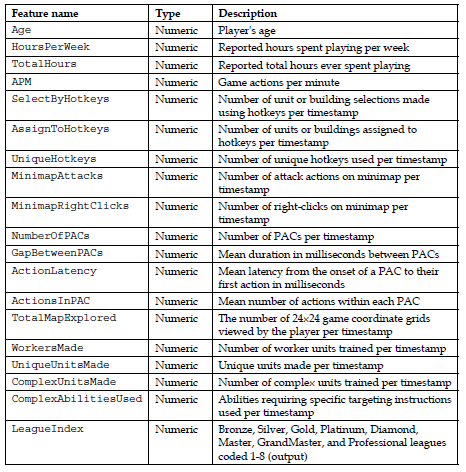 Feature name Type Description
Age Numeric Player's age
HoursPerWeek Numeric Reported hours spent playing per week
TotalHours Numeric Reported total hours ever spent playing
APM Numeric Game actions per minute
SelectByHotkeys Numeric Number of unit or building selections made
using hotkeys per timestamp
AssignToHotkeys Numeric Number of units or buildings assigned to
hotkeys per timestamp
UniqueHotkeys Numeric Number of unique hotkeys used per timestamp
MinimapAttacks Numeric Number of attack actions on minimap per
timestamp
MinimapRightClicks Numeric Number of right-clicks on minimap per
timestamp
NumberOfPACs Numeric Number of PACs per timestamp
GapBetweenPACs Numeric Mean duration in milliseconds between PACs
ActionLatency Numeric Mean latency from the onset of a PAC to their
first action in milliseconds
ActionsInPAC Numeric Mean number of actions within each PAC
TotalMapExplored Numeric The number of 24×24 game coordinate grids
viewed by the player per timestamp
WorkersMade Numeric Number of worker units trained per timestamp
UniqueUnitsMade Numeric Unique units made per timestamp
ComplexUnitsMade Numeric Number of complex units trained per timestamp
ComplexAbilitiesUsed Numeric Abilities requiring specific targeting instructions
used per timestamp
LeagueIndex Numeric Bronze, Silver, Gold, Platinum, Diamond,
Master, GrandMaster, and Professional leagues
coded 1-8 (output)